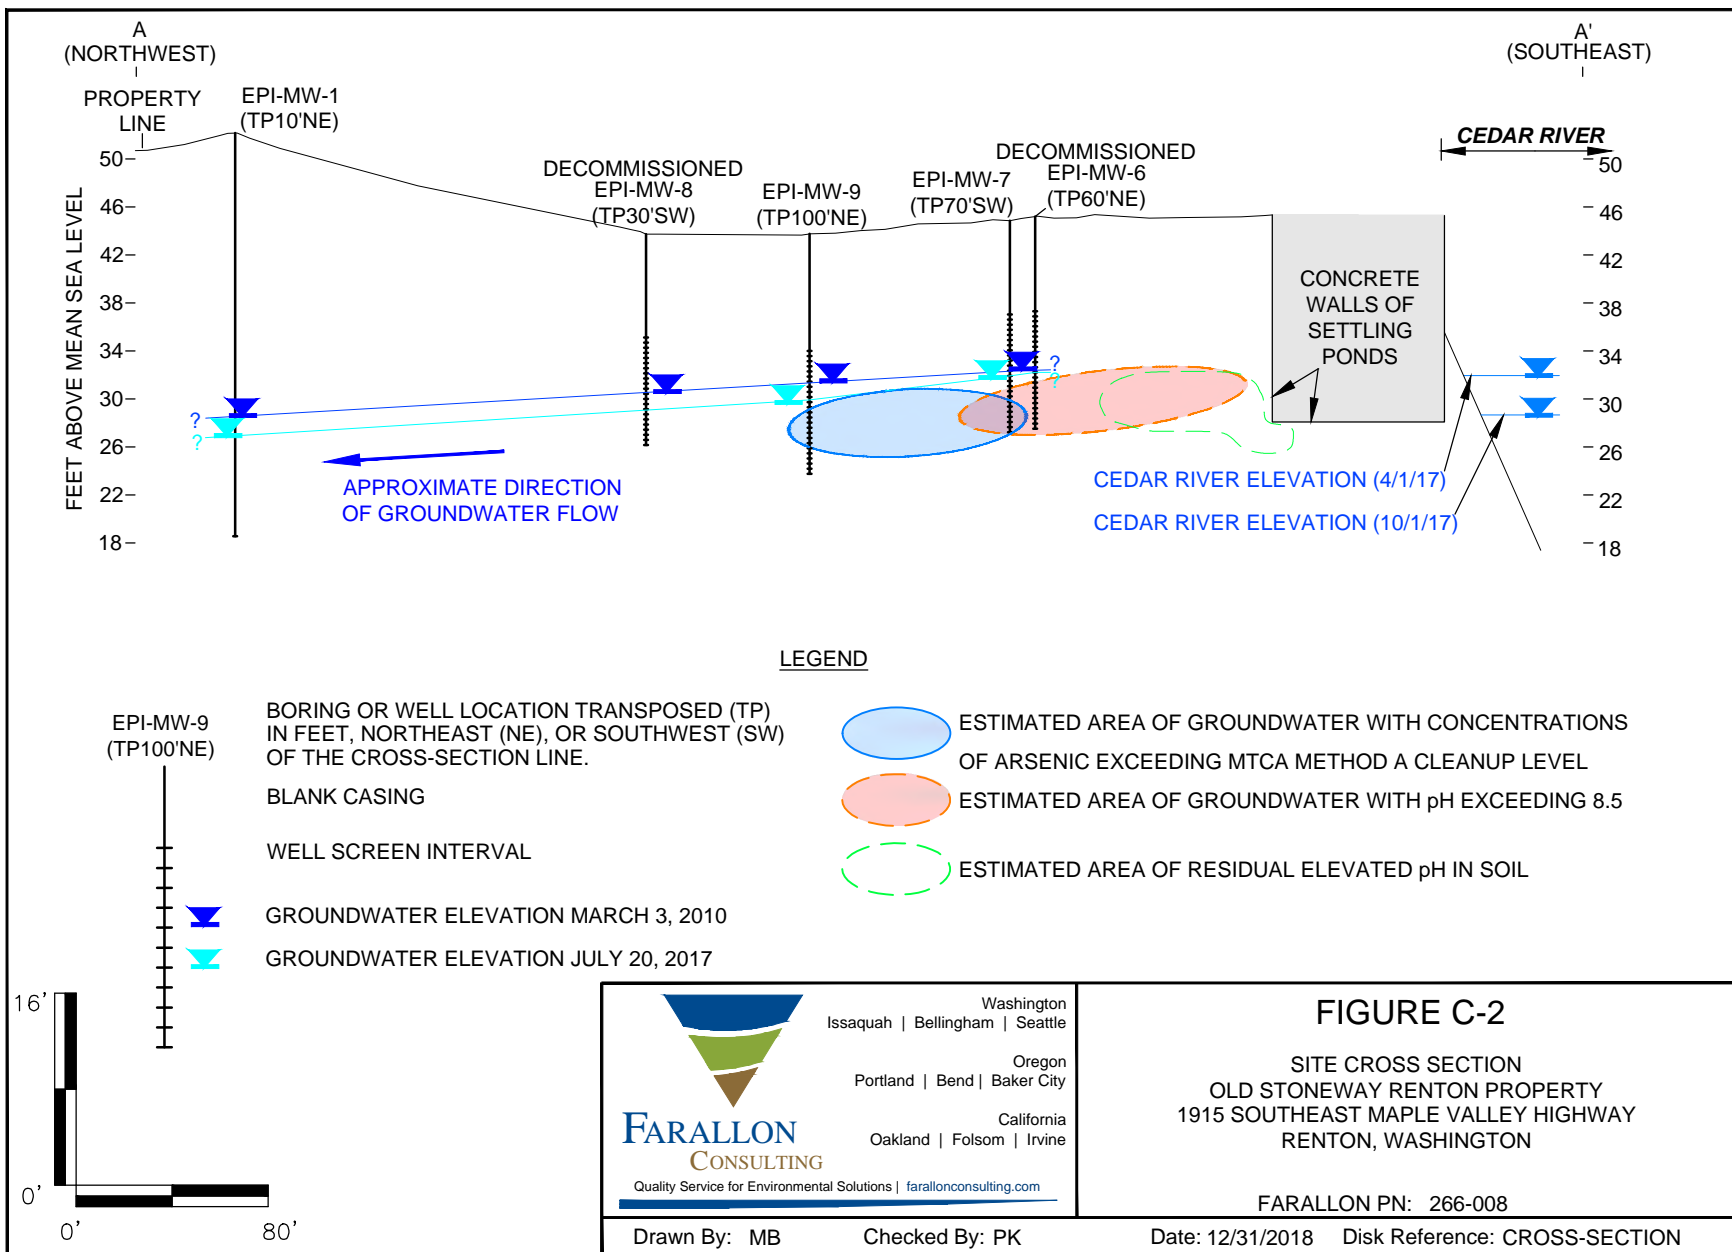 A
(NORTHWEST)
A'
(SOUTHEAST)
PROPERTY
LINE
EPI-MW-1
(TP10'NE)
DECOMMISSIONED
EPI-MW-8
(TP30'SW)
EPI-MW-9
(TP100'NE)
EPI-MW-7
(TP70'SW)
DECOMMISSIONED
EPI-MW-6
(TP60'NE)
CEDAR RIVER
FEET ABOVE MEAN SEA LEVEL
50
46
42
38
34
30
26
22
18
50
46
42
38
34
30
26
22
18
CONCRETE
WALLS OF
SETTLING
PONDS
?
?
?
?
APPROXIMATE DIRECTION
OF GROUNDWATER FLOW
CEDAR RIVER ELEVATION (4/1/17)
CEDAR RIVER ELEVATION (10/1/17)
LEGEND
EPI-MW-9
(TP100'NE)
BORING OR WELL LOCATION TRANSPOSED (TP)
IN FEET, NORTHEAST (NE), OR SOUTHWEST (SW)
OF THE CROSS-SECTION LINE.
BLANK CASING
WELL SCREEN INTERVAL
GROUNDWATER ELEVATION MARCH 3, 2010
GROUNDWATER ELEVATION JULY 20, 2017
ESTIMATED AREA OF GROUNDWATER WITH CONCENTRATIONS
OF ARSENIC EXCEEDING MTCA METHOD A CLEANUP LEVEL
ESTIMATED AREA OF GROUNDWATER WITH pH EXCEEDING 8.5
ESTIMATED AREA OF RESIDUAL ELEVATED pH IN SOIL
16'
0'
0'
80'
FARALLON
CONSULTING
Washington
Issaquah | Bellingham | Seattle
Oregon
Portland | Bend | Baker City
California
Oakland | Folsom | Irvine
Quality Service for Environmental Solutions | farallonconsulting.com
FIGURE C-2
SITE CROSS SECTION
OLD STONEWAY RENTON PROPERTY
1915 SOUTHEAST MAPLE VALLEY HIGHWAY
RENTON, WASHINGTON
FARALLON PN: 266-008
Drawn By: MB
Checked By: PK
Date: 12/31/2018
Disk Reference: CROSS-SECTION